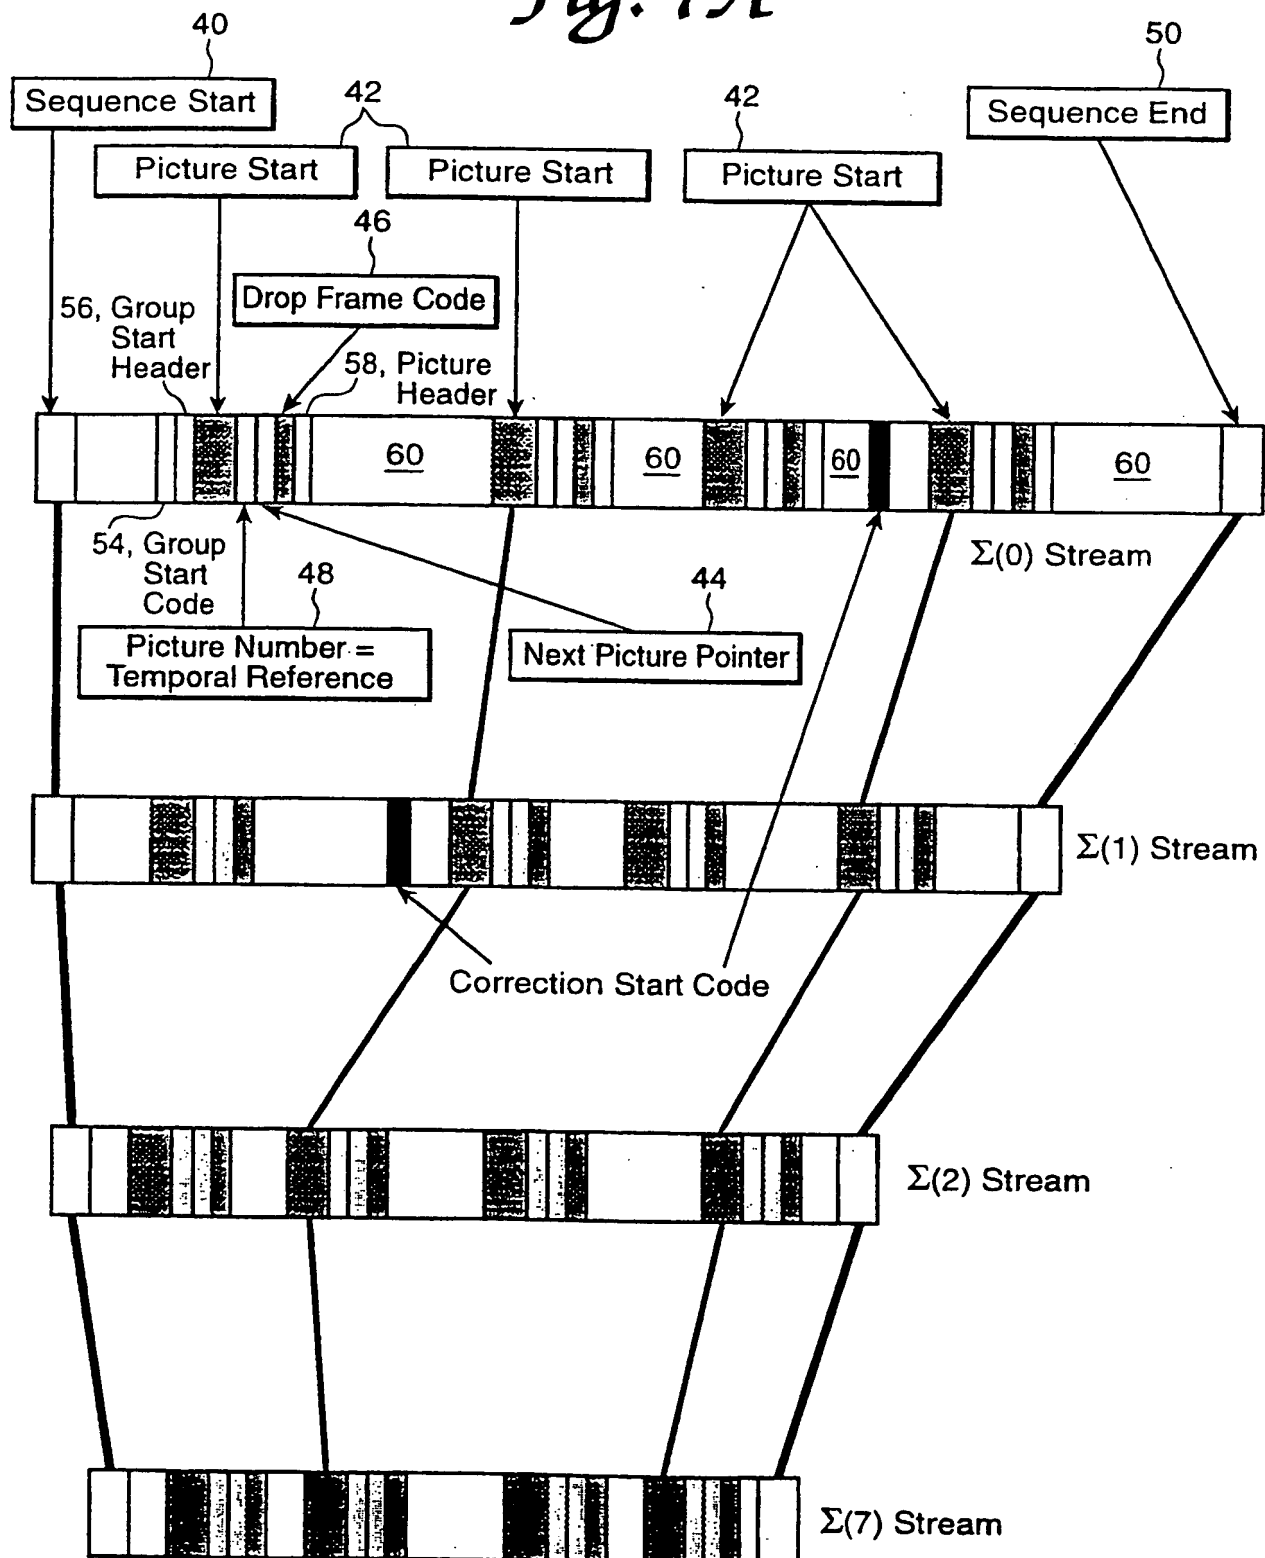 Fig.
40
50
Sequence Start
42
42
Sequence End
Picture Start
Picture Start
Picture Start
46
Drop Frame Code
56, Group
Start
Header
58, Picture
Header
60
60
60
60
54, Group
Start
Code
48
44
Σ(0) Stream
Picture Number =
Temporal Reference
Next Picture Pointer
Σ(1) Stream
Correction Start Code
Σ(2) Stream
Σ(7) Stream